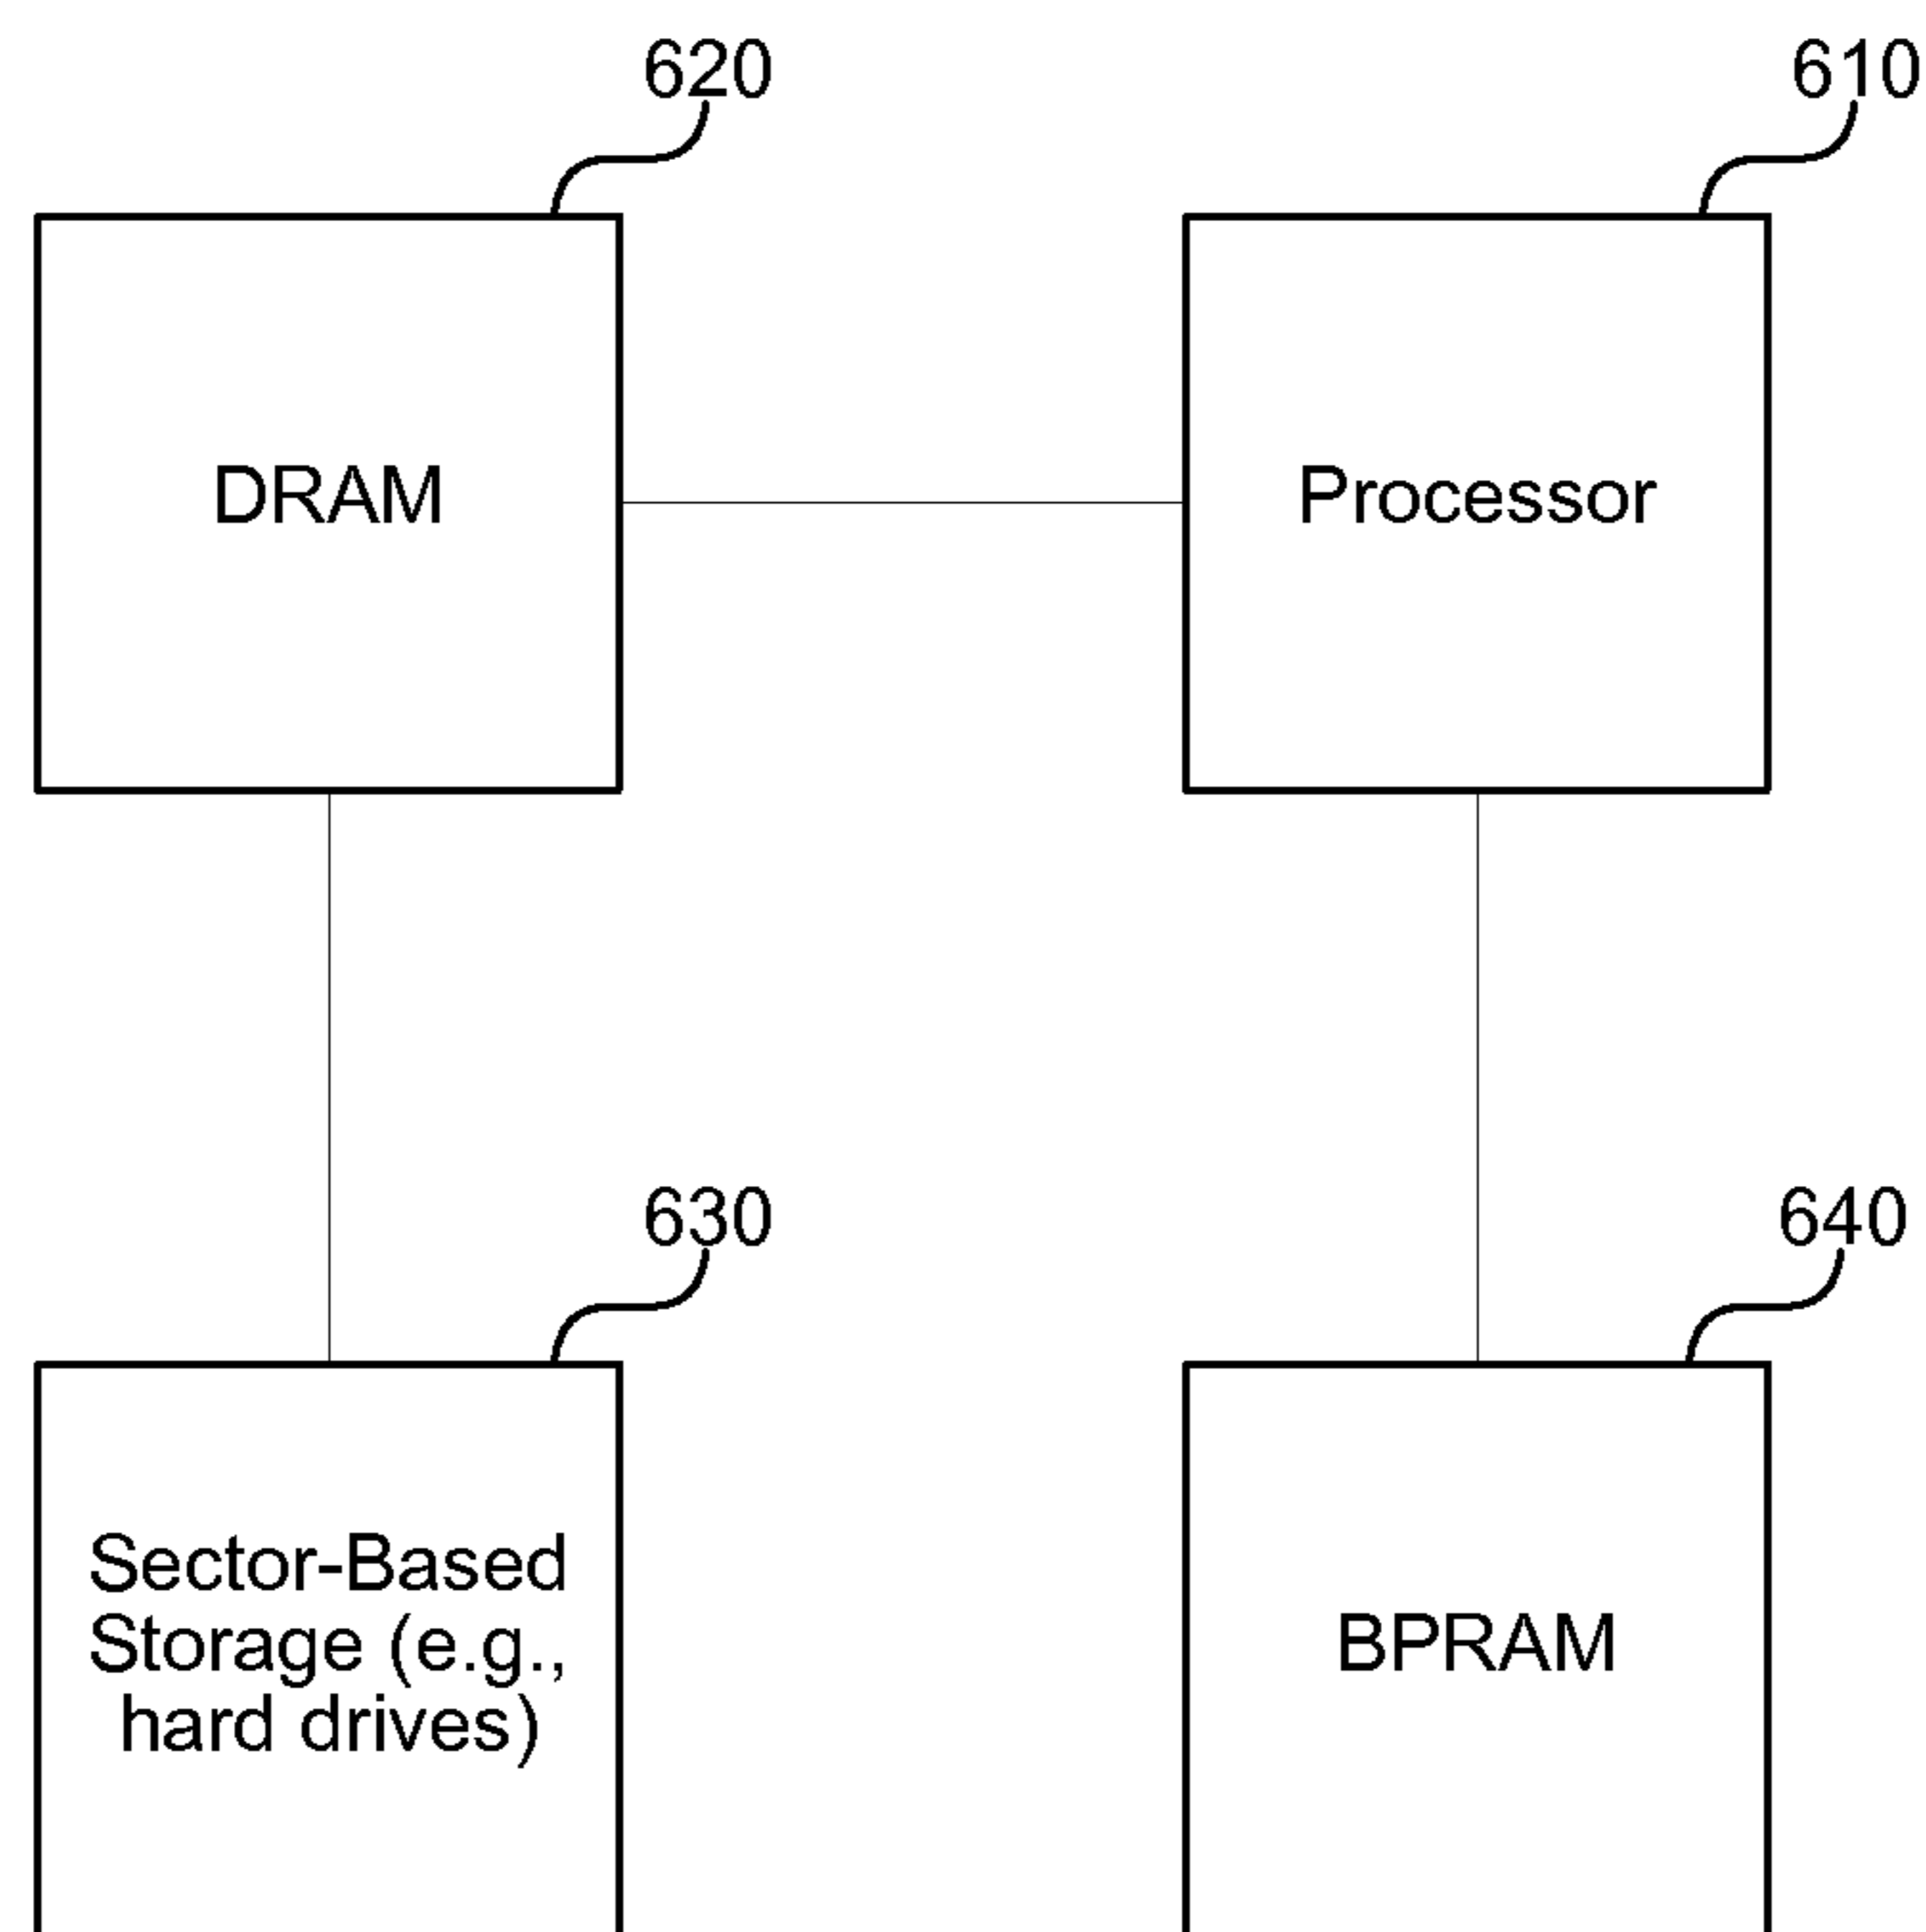 620
610
DRAM
Processor
630
640
Sector-Based
Storage (e.g.,
hard drives)
BPRAM